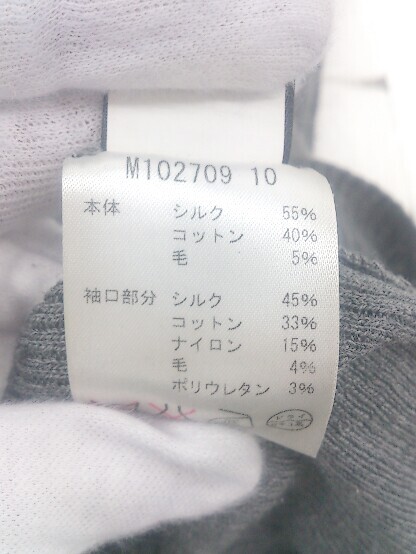 M102709 10
本体 シルク 55%
コットン 40%
毛 5%
袖口部分 シルク 45%
コットン 33%
ナイロン 15%
毛 4%
ポリウレタン 3%